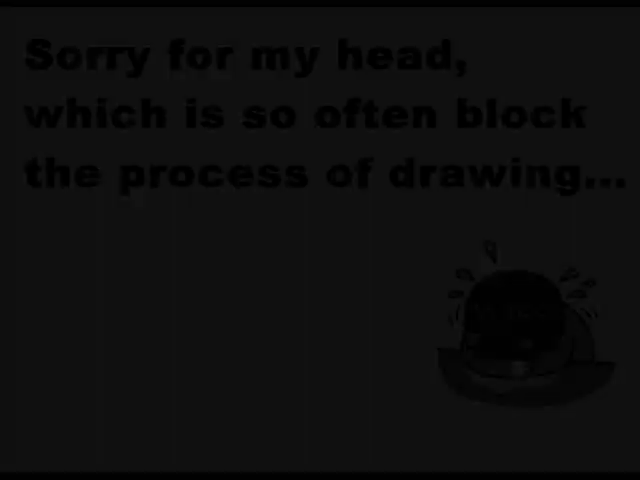 Sorry for my head,
which is so often block
the process of drawing...